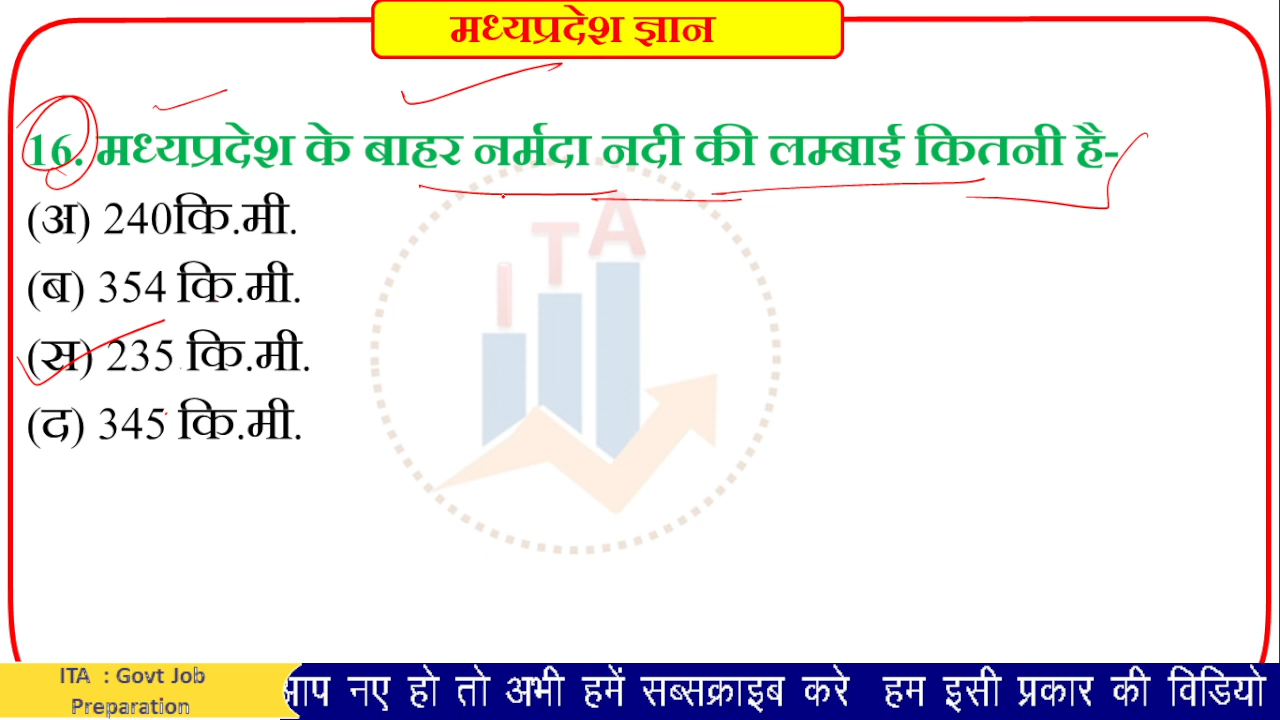 मध्यप्रदेश ज्ञान
16. मध्यप्रदेश के बाहर नर्मदा नदी की लम्बाई कितनी है-
(अ) 240कि.मी.
(ब) 354 कि.मी.
(स) 235 कि.मी.
(द) 345 कि.मी.
I T A
ITA : Govt Job
Preparation
आप नए हो तो अभी हमें सब्सक्राइब करे हम इसी प्रकार की विडियो